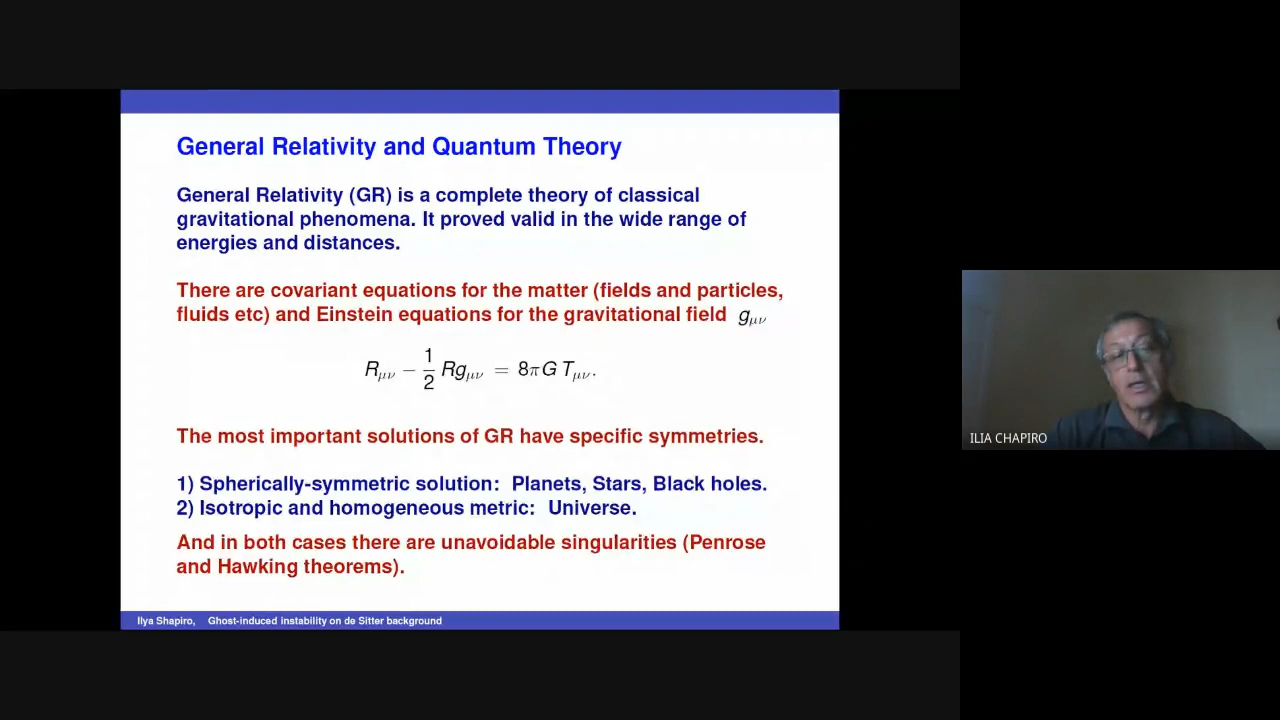 General Relativity and Quantum Theory
General Relativity (GR) is a complete theory of classical
gravitational phenomena. It proved valid in the wide range of
energies and distances.
There are covariant equations for the matter (fields and particles,
fluids etc) and Einstein equations for the gravitational field g_{μν}
R_{μν} − \frac{1}{2} Rg_{μν} = 8πG T_{μν}.
The most important solutions of GR have specific symmetries.
1) Spherically-symmetric solution: Planets, Stars, Black holes.
2) Isotropic and homogeneous metric: Universe.
And in both cases there are unavoidable singularities (Penrose
and Hawking theorems).
Ilya Shapiro, Ghost-induced instability on de Sitter background
ILIA CHAPIRO